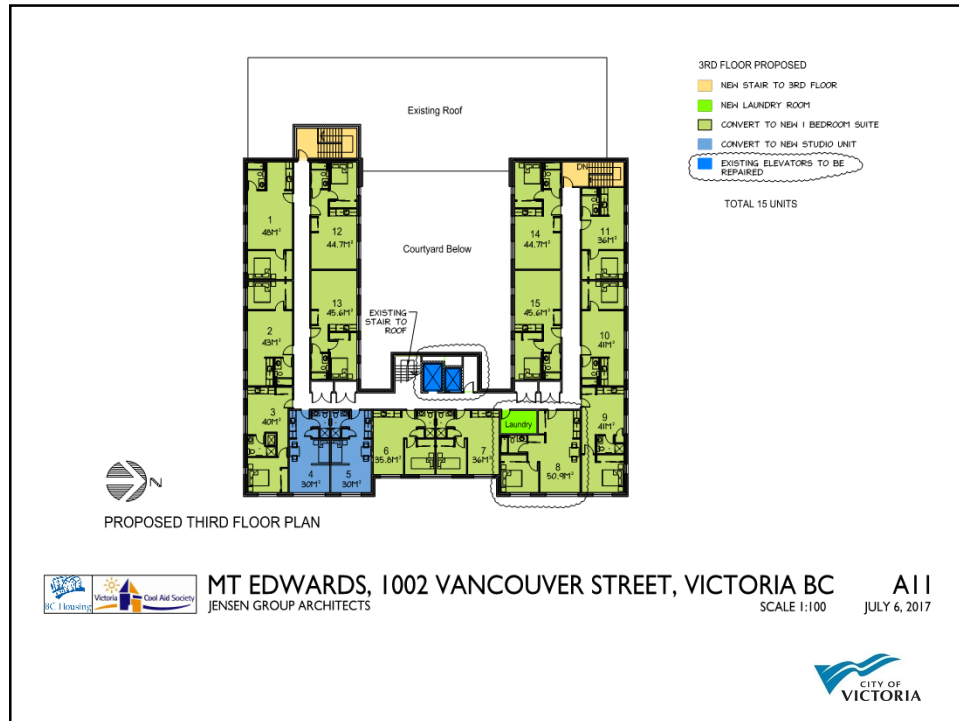 3RD FLOOR PROPOSED
NEW STAIR TO 3RD FLOOR
NEW LAUNDRY ROOM
CONVERT TO NEW 1 BEDROOM SUITE
CONVERT TO NEW STUDIO UNIT
EXISTING ELEVATORS TO BE
REPAIRED
TOTAL 15 UNITS
Existing Roof
DN
1
48M²
12
44.7M²
14
44.7M²
11
36M²
Courtyard Below
13
45.6M²
15
45.6M²
EXISTING
STAIR TO
ROOF
2
43M²
10
41M²
3
40M²
Laundry
9
41M²
4
30M²
5
30M²
6
35.8M²
7
36M²
8
50.9M²
N
PROPOSED THIRD FLOOR PLAN
BC Housing
Victoria Cool Aid Society
MT EDWARDS, 1002 VANCOUVER STREET, VICTORIA BC A11
JENSEN GROUP ARCHITECTS SCALE 1:100 JULY 6, 2017
CITY OF
VICTORIA